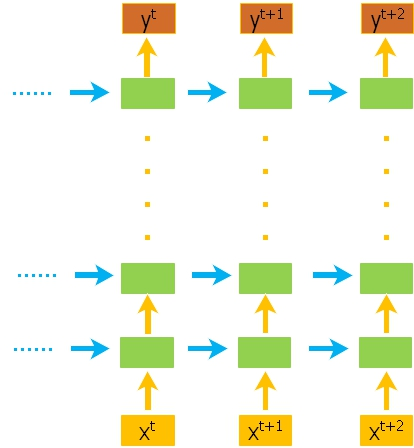 y^t y^{t+1} y^{t+2}
......
......
......
x^t x^{t+1} x^{t+2}